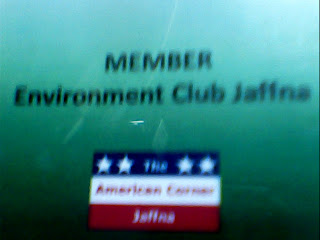 MEMBER
Environment Club Jaffna
The
American Corner
Jaffna